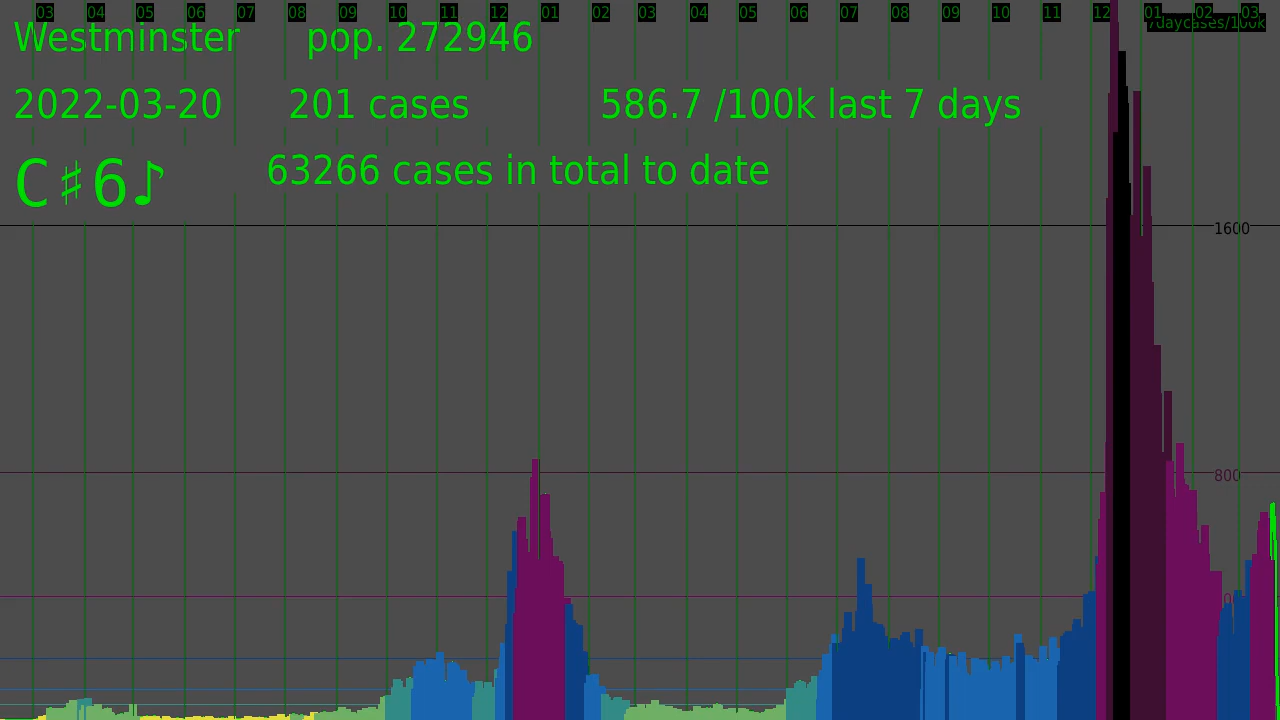 03 04 05 06 07 08 09 10 11 12 01 02 03 04 05 06 07 08 09 10 11 12 01 02 03
7daycases/100k
Westminster pop. 272946
2022-03-20 201 cases 586.7 /100k last 7 days
C♯6♪ 63266 cases in total to date
1600
800